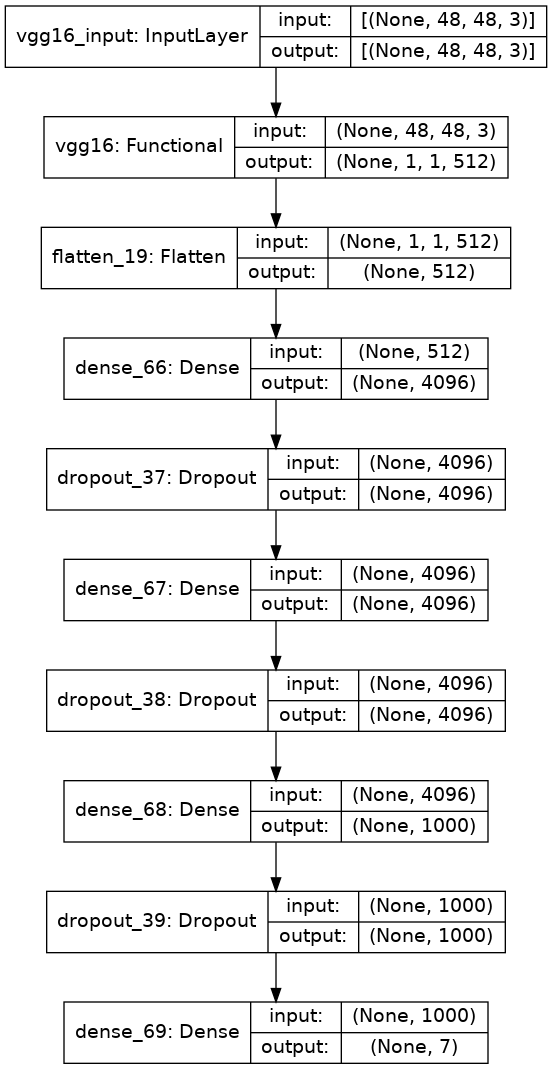 vgg16_input: InputLayer
input: [(None, 48, 48, 3)]
output: [(None, 48, 48, 3)]
vgg16: Functional
input: (None, 48, 48, 3)
output: (None, 1, 1, 512)
flatten_19: Flatten
input: (None, 1, 1, 512)
output: (None, 512)
dense_66: Dense
input: (None, 512)
output: (None, 4096)
dropout_37: Dropout
input: (None, 4096)
output: (None, 4096)
dense_67: Dense
input: (None, 4096)
output: (None, 4096)
dropout_38: Dropout
input: (None, 4096)
output: (None, 4096)
dense_68: Dense
input: (None, 4096)
output: (None, 1000)
dropout_39: Dropout
input: (None, 1000)
output: (None, 1000)
dense_69: Dense
input: (None, 1000)
output: (None, 7)